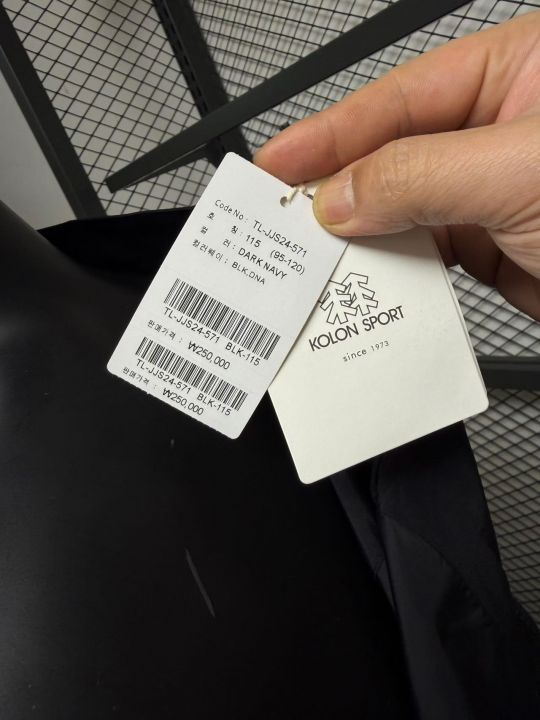 Code No : TL-JJS24-571
호 칭 : 115 (95-120)
컬 러 : DARK NAVY
컬러웨이 : BLK.DNA
TL-JJS24-571 BLK-115
판매가격 : ₩250,000
TL-JJS24-571 BLK-115
판매가격 : ₩250,000
KOLON SPORT
since 1973